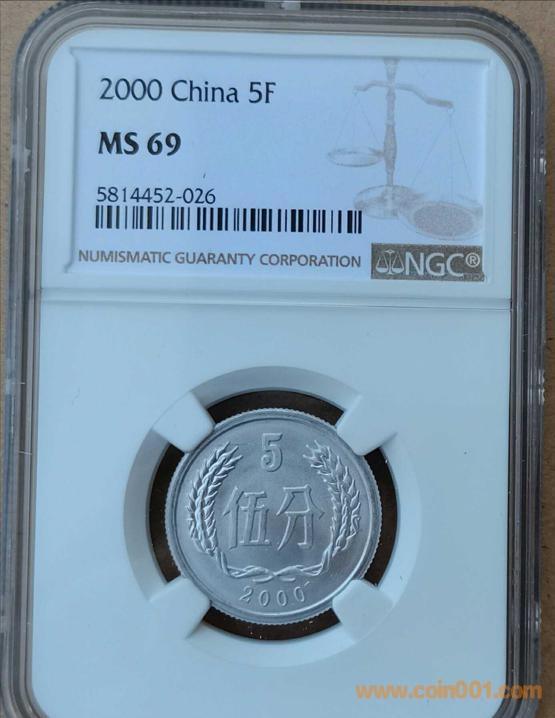 2000 China 5F
MS 69
5814452-026
NUMISMATIC GUARANTY CORPORATION
NGC®
5
伍分
2000
www.coin001.com